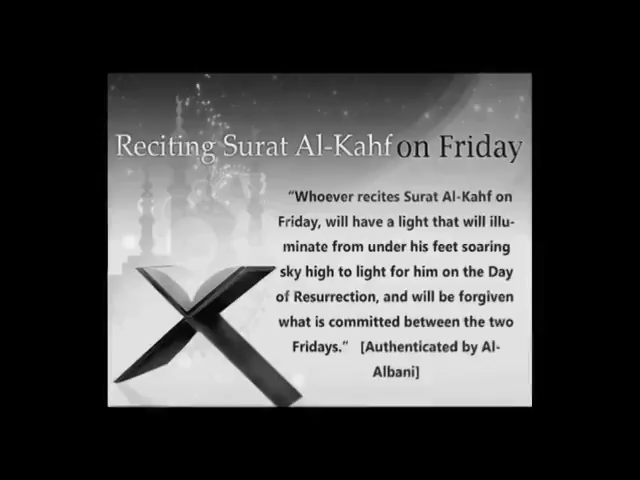 Reciting Surat Al-Kahf on Friday
“Whoever recites Surat Al-Kahf on
Friday, will have a light that will illu-
minate from under his feet soaring
sky high to light for him on the Day
of Resurrection, and will be forgiven
what is committed between the two
Fridays.” [Authenticated by Al-
Albani]